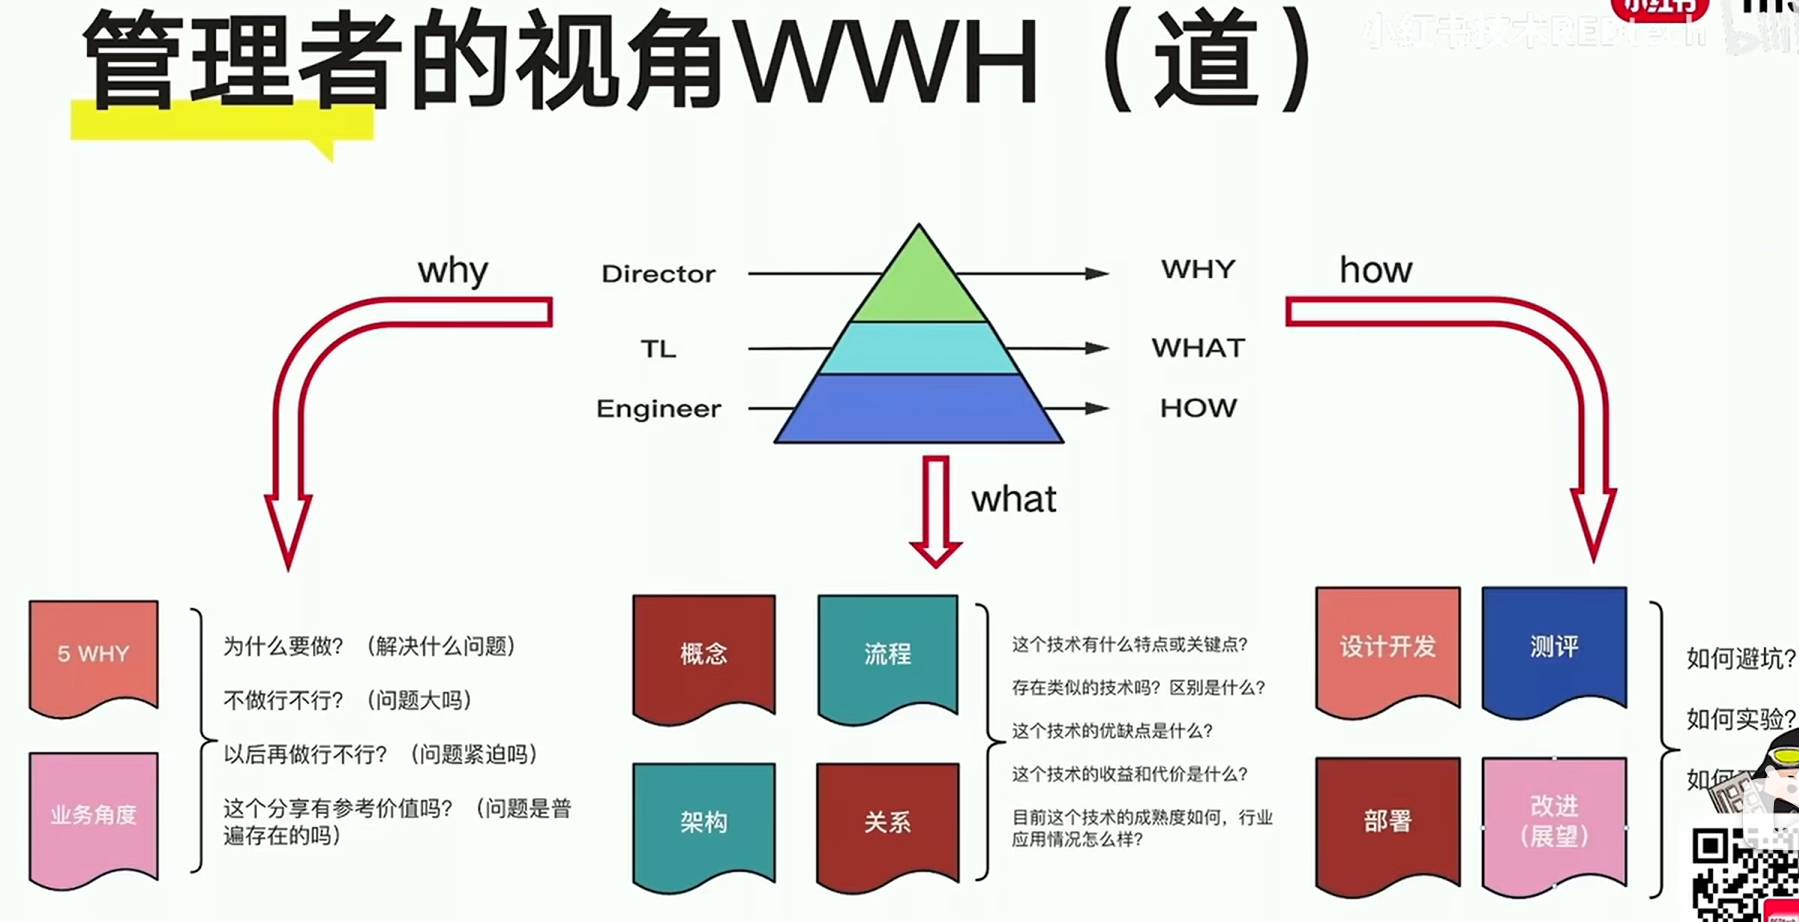 管理者的视角WWH（道）
小红书
小红书技术REDtech
why
Director
WHY
how
TL
WHAT
Engineer
HOW
what
5 WHY
业务角度
为什么要做？（解决什么问题）
不做行不行？（问题大吗）
以后再做行不行？（问题紧迫吗）
这个分享有参考价值吗？（问题是普
遍存在的吗）
概念
流程
架构
关系
这个技术有什么特点或关键点？
存在类似的技术吗？区别是什么？
这个技术的优缺点是什么？
这个技术的收益和代价是什么？
目前这个技术的成熟度如何，行业
应用情况怎么样？
设计开发
测评
部署
改进
（展望）
如何避坑？
如何实验？
如何